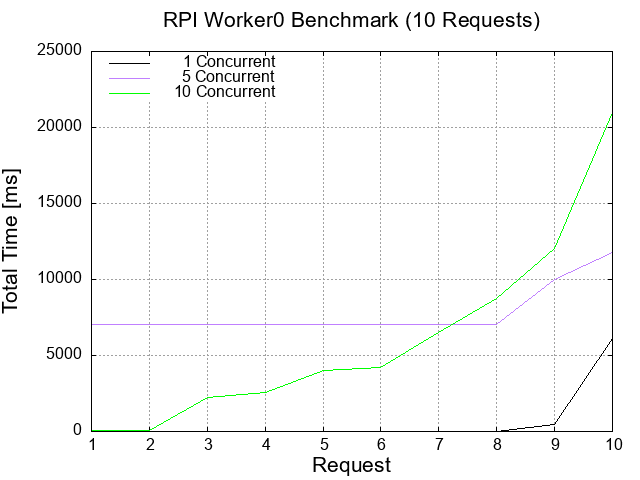 RPI Worker0 Benchmark (10 Requests)
25000
20000
15000
10000
5000
0
Total Time [ms]
1 Concurrent
5 Concurrent
10 Concurrent
1 2 3 4 5 6 7 8 9 10
Request